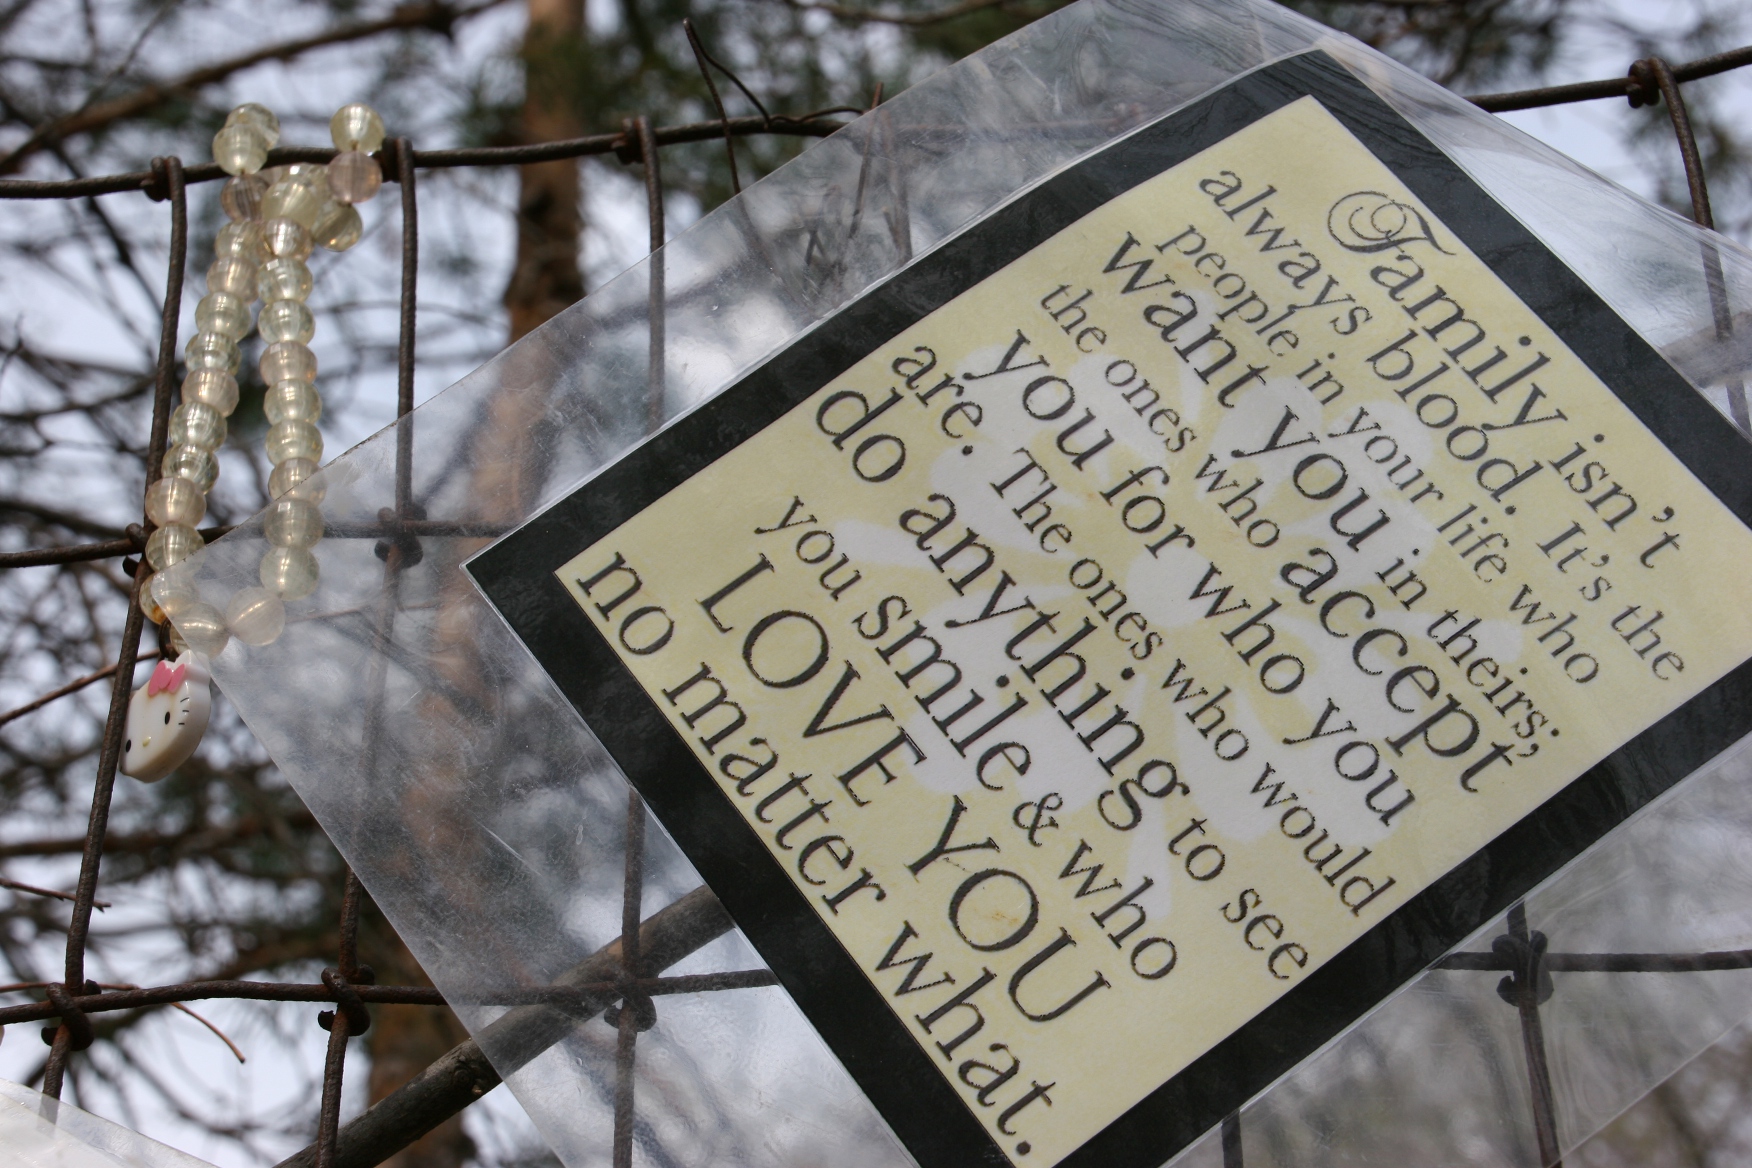 Family isn't
always blood. It's the
people in your life who
want you in theirs;
the ones who accept
you for who you
are. The ones who would
do anything to see
you smile & who
LOVE YOU
no matter what.